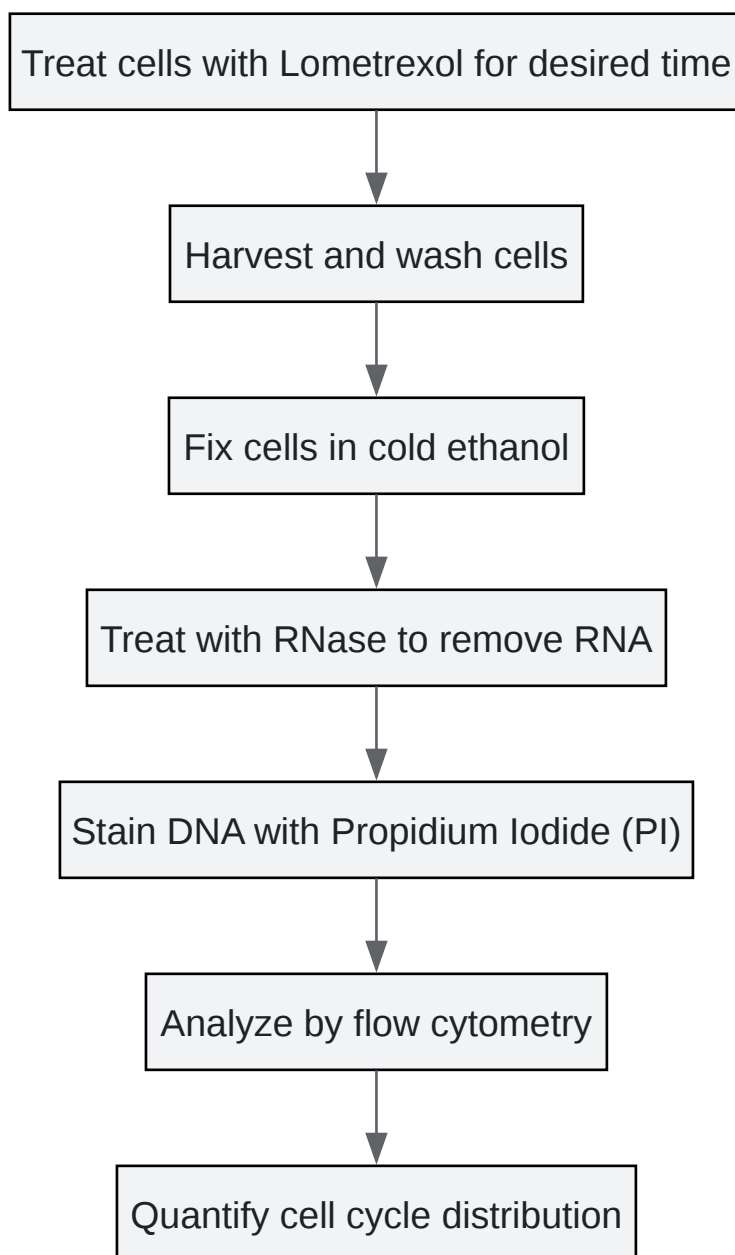 Treat cells with Lometrexol for desired time
Harvest and wash cells
Fix cells in cold ethanol
Treat with RNase to remove RNA
Stain DNA with Propidium Iodide (PI)
Analyze by flow cytometry
Quantify cell cycle distribution